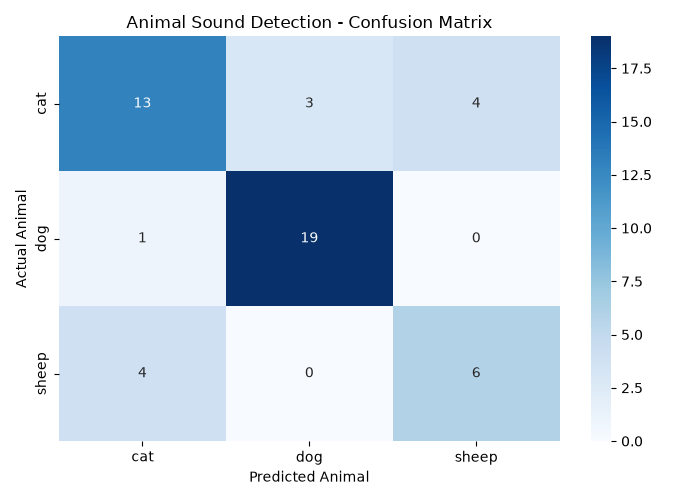 Animal Sound Detection - Confusion Matrix
cat
13
3
4
dog
1
19
0
sheep
4
0
6
cat
dog
sheep
Actual Animal
Predicted Animal
17.5
15.0
12.5
10.0
7.5
5.0
2.5
0.0